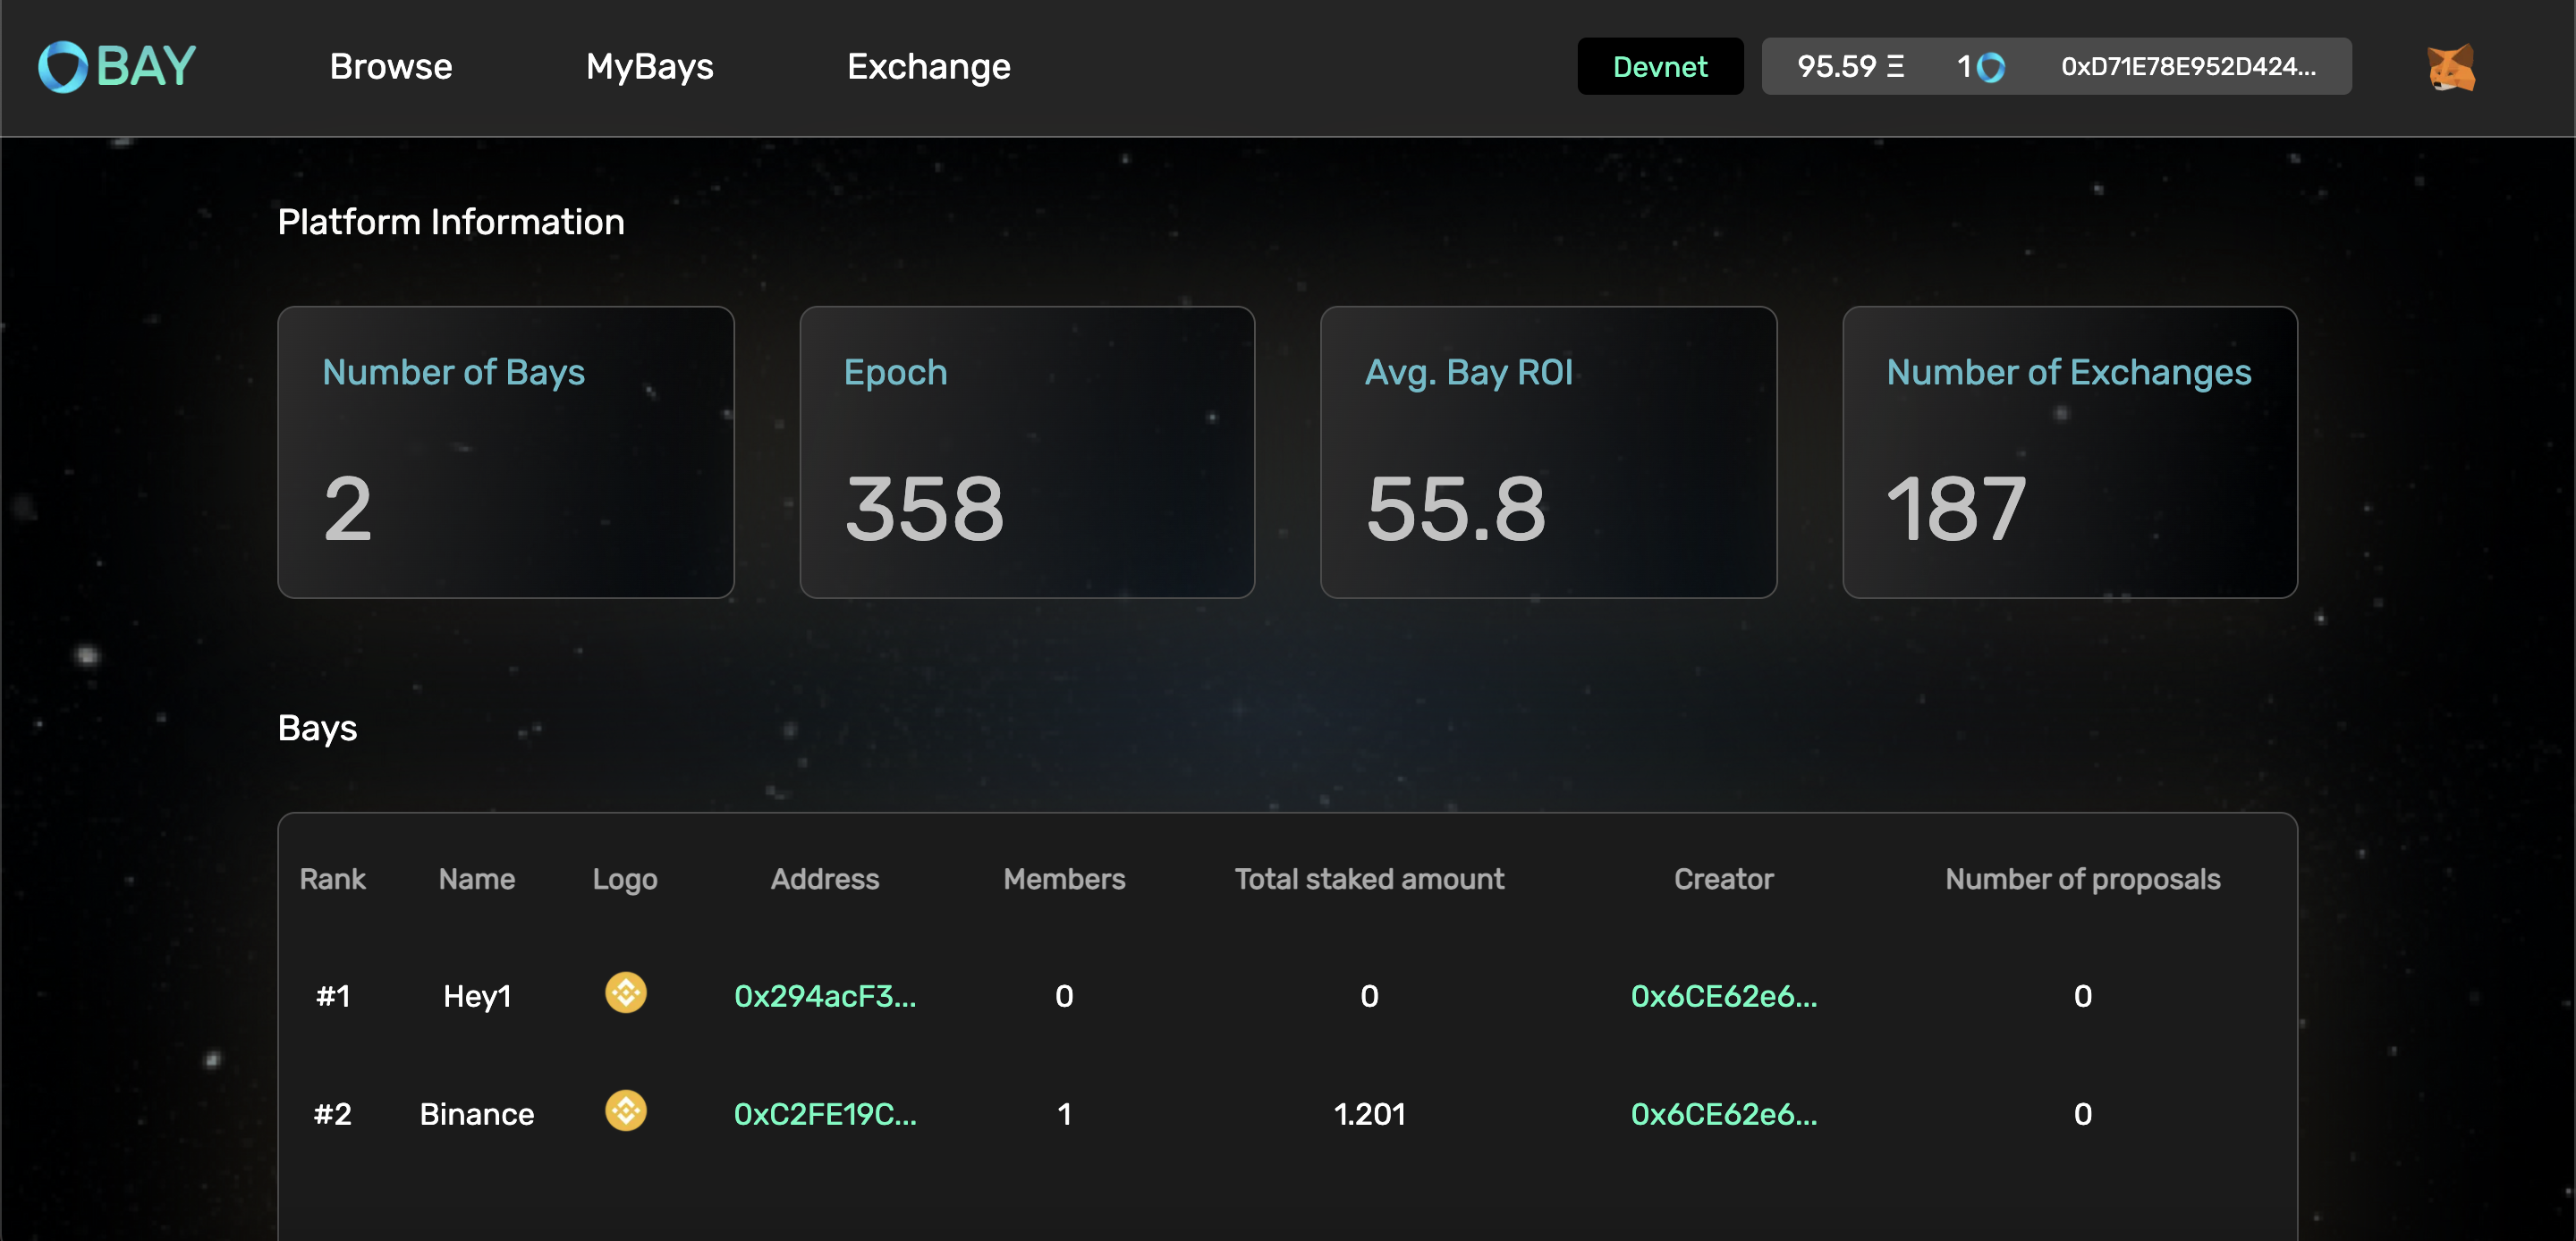 BAY Browse MyBays Exchange Devnet 95.59 Ξ 1 0xD71E78E952D424...
Platform Information
Number of Bays Epoch Avg. Bay ROI Number of Exchanges
2 358 55.8 187
Bays
Rank Name Logo Address Members Total staked amount Creator Number of proposals
#1 Hey1 0x294acF3... 0 0 0x6CE62e6... 0
#2 Binance 0xC2FE19C... 1 1.201 0x6CE62e6... 0